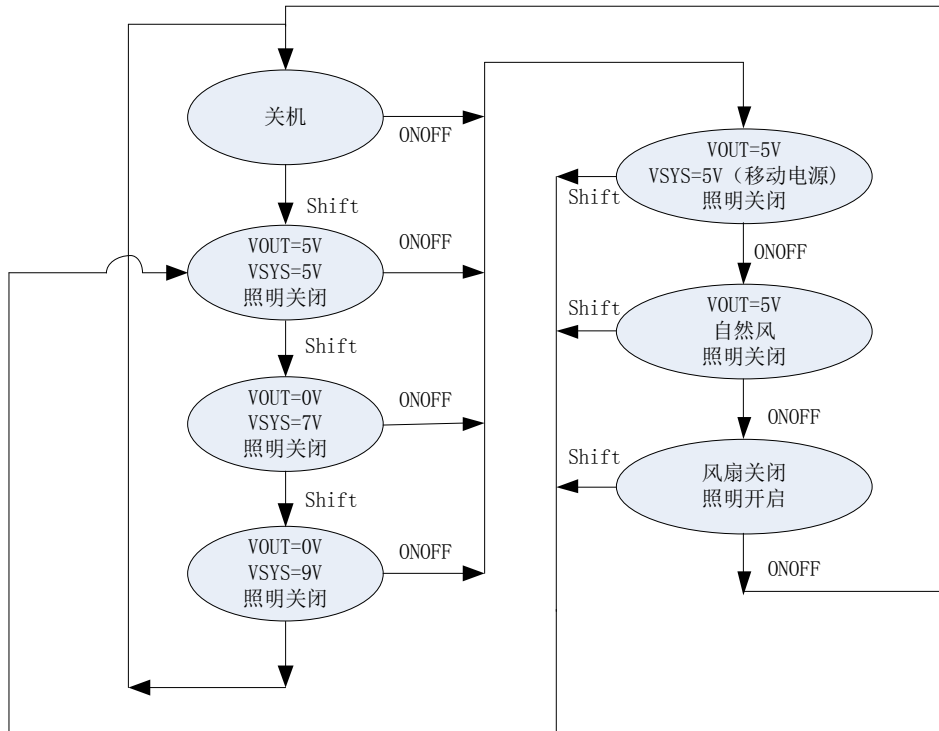 关机
ONOFF
Shift
VOUT=5V
VSYS=5V
照明关闭
ONOFF
Shift
VOUT=0V
VSYS=7V
照明关闭
ONOFF
Shift
VOUT=0V
VSYS=9V
照明关闭
ONOFF
VOUT=5V
VSYS=5V（移动电源）
照明关闭
Shift
ONOFF
VOUT=5V
自然风
照明关闭
Shift
ONOFF
风扇关闭
照明开启
Shift
ONOFF